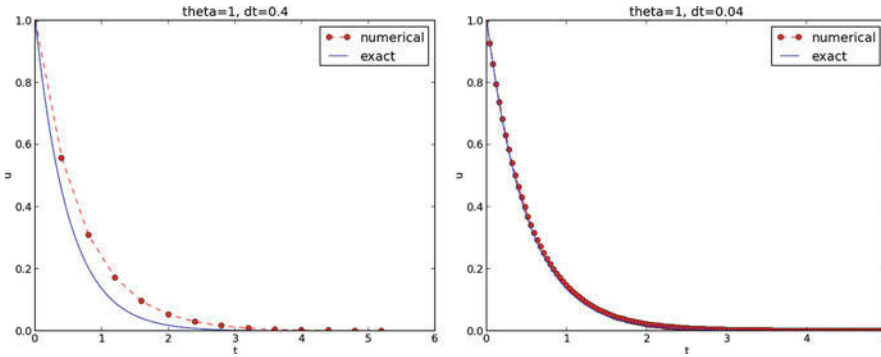 theta=1, dt=0.4
numerical
exact
1.0
0.8
0.6
0.4
0.2
0.0
u
0 1 2 3 4 5 6
t
theta=1, dt=0.04
numerical
exact
1.0
0.8
0.6
0.4
0.2
0.0
u
0 1 2 3 4
t